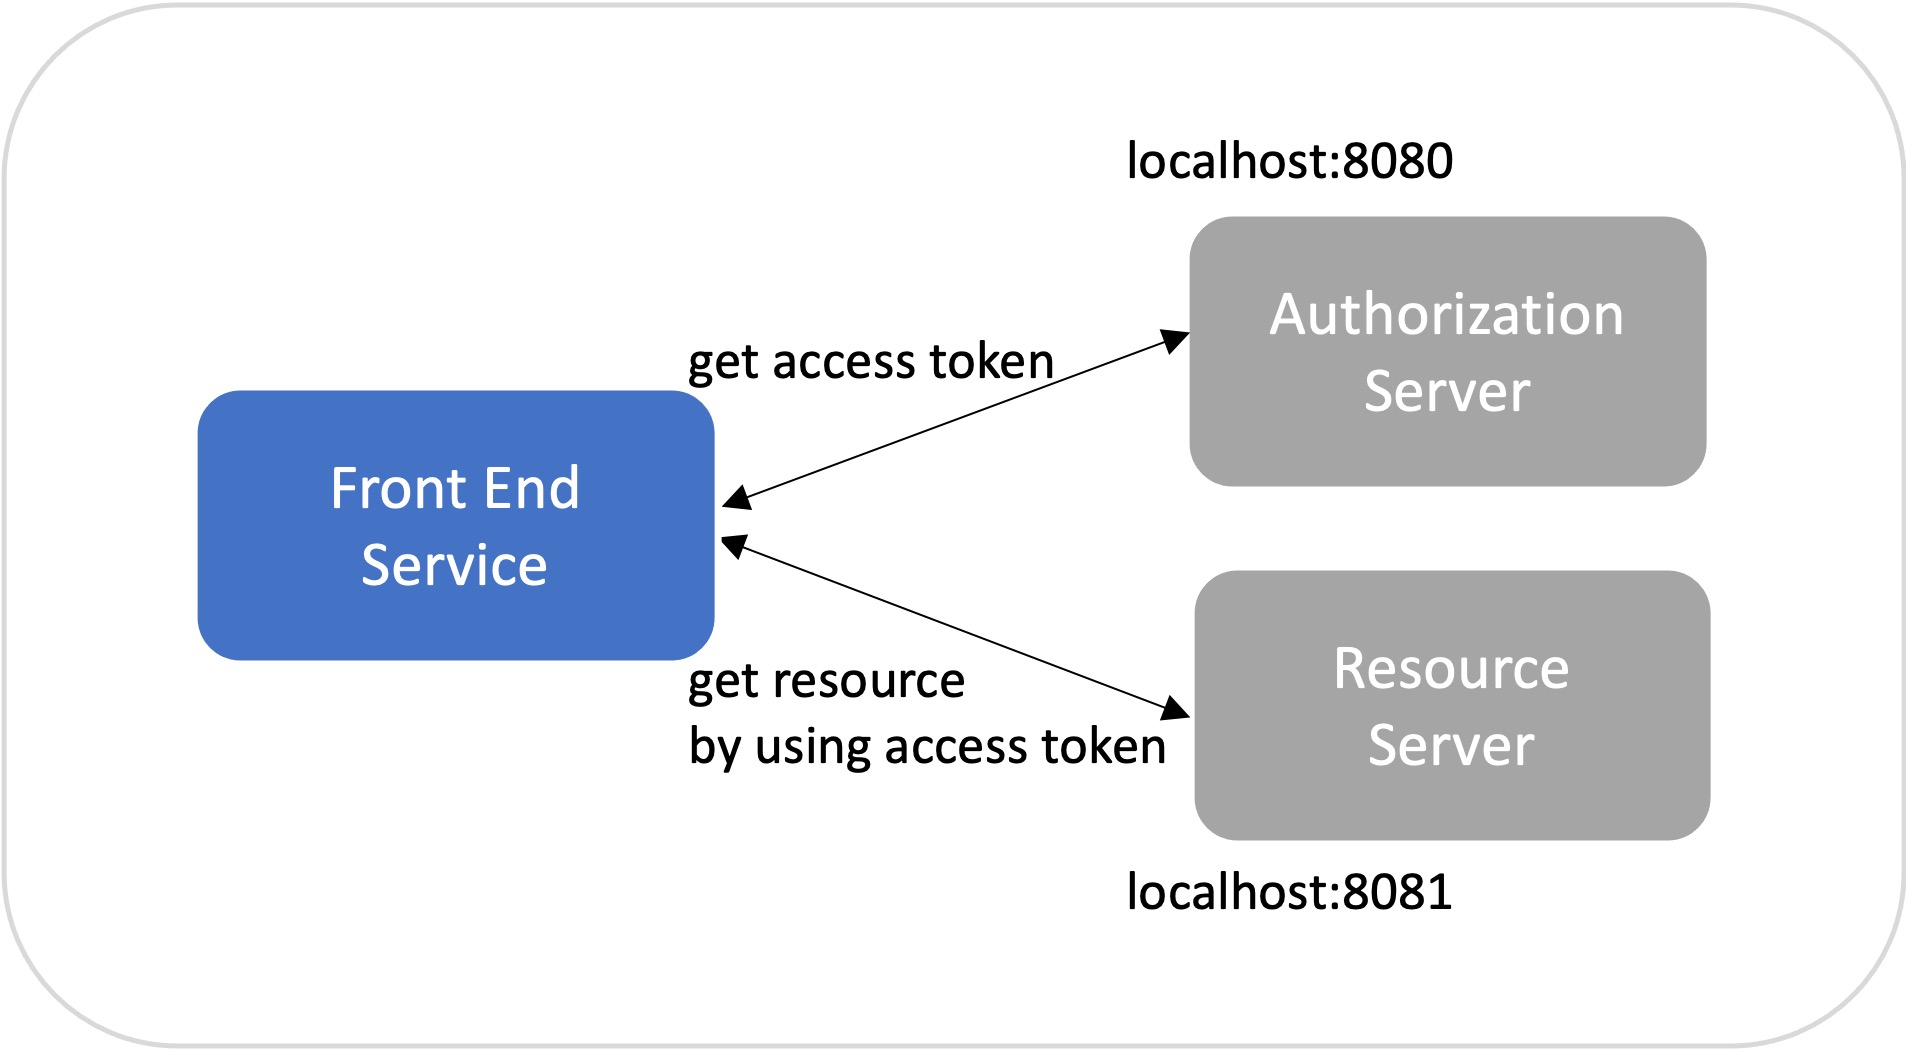 localhost:8080
Authorization
Server
get access token
Front End
Service
get resource
by using access token
Resource
Server
localhost:8081